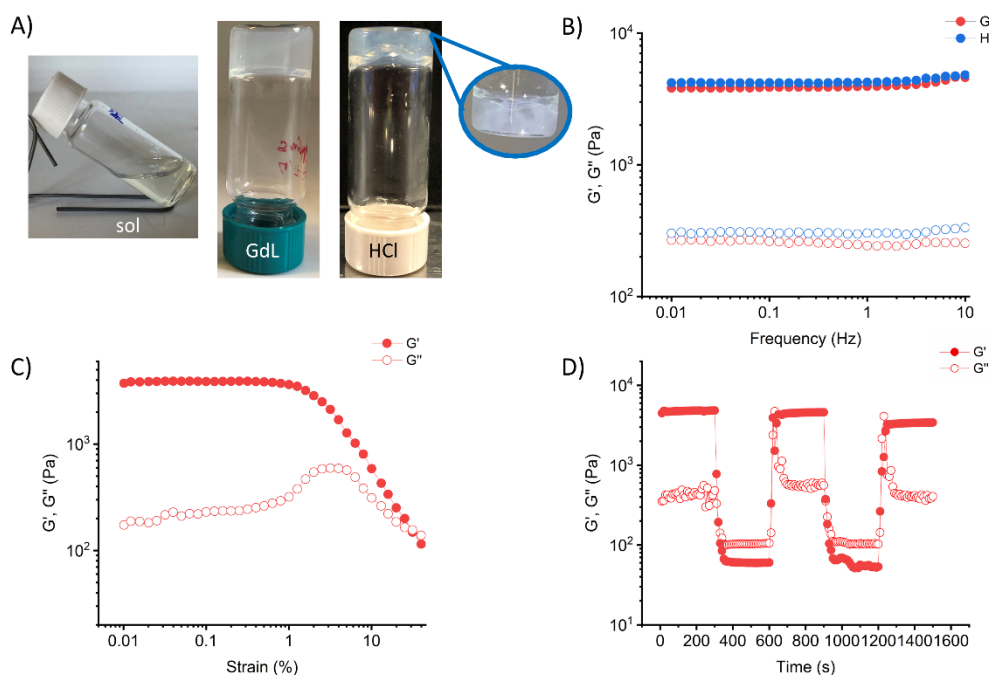 A)
sol
GdL
HCl
B)
G
H
G', G'' (Pa)
10⁴
10³
10²
0.01
0.1
1
10
Frequency (Hz)
C)
G'
G''
G', G'' (Pa)
10³
10²
0.01
0.1
1
10
Strain (%)
D)
G'
G''
G', G'' (Pa)
10⁴
10³
10²
10¹
0 200 400 600 800 1000 1200 1400 1600
Time (s)